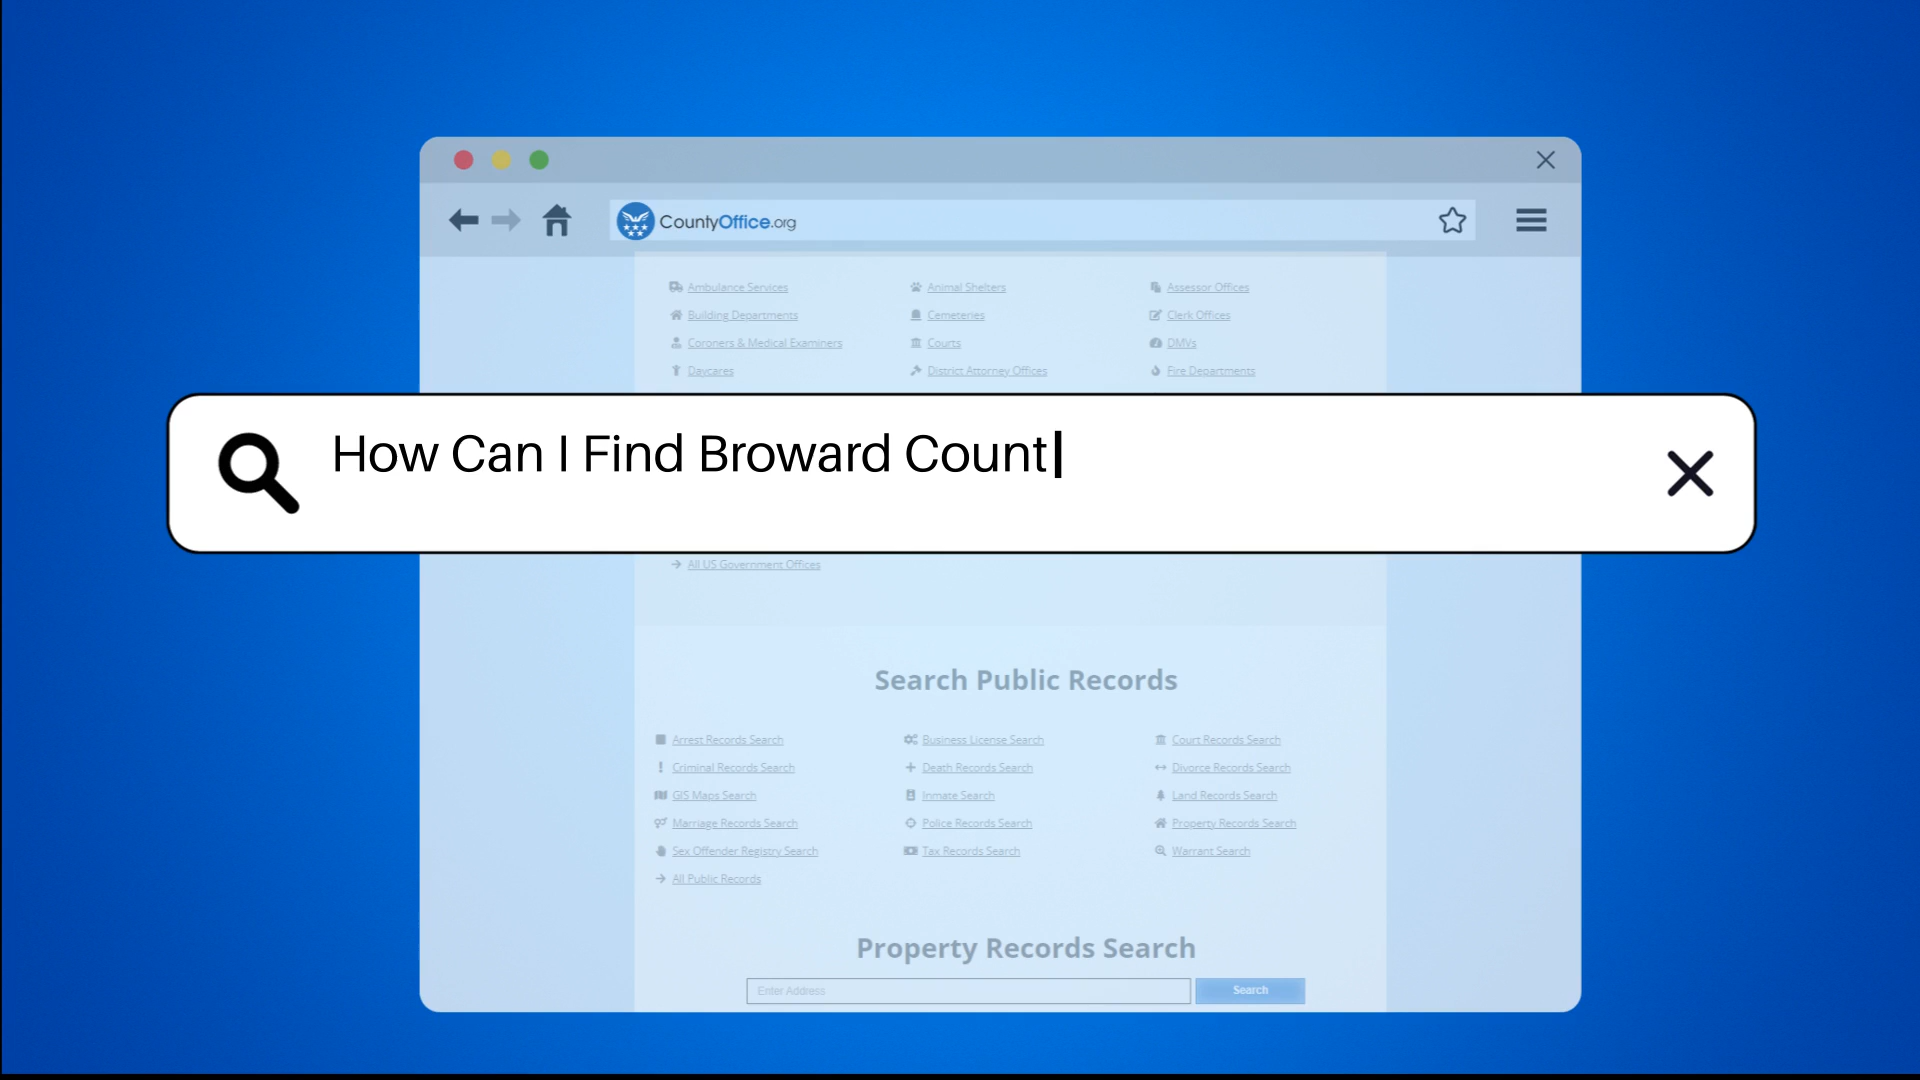 CountyOffice.org
Ambulance Services Animal Shelters Assessor Offices
Building Departments Cemeteries Clerk Offices
Coroners & Medical Examiners Courts DMVs
Daycares District Attorney Offices Fire Departments
How Can I Find Broward Count
All US Government Offices
Search Public Records
Arrest Records Search Business License Search Court Records Search
Criminal Records Search Death Records Search Divorce Records Search
GIS Maps Search Inmate Search Land Records Search
Marriage Records Search Police Records Search Property Records Search
Sex Offender Registry Search Tax Records Search Warrant Search
All Public Records
Property Records Search
Enter Address Search